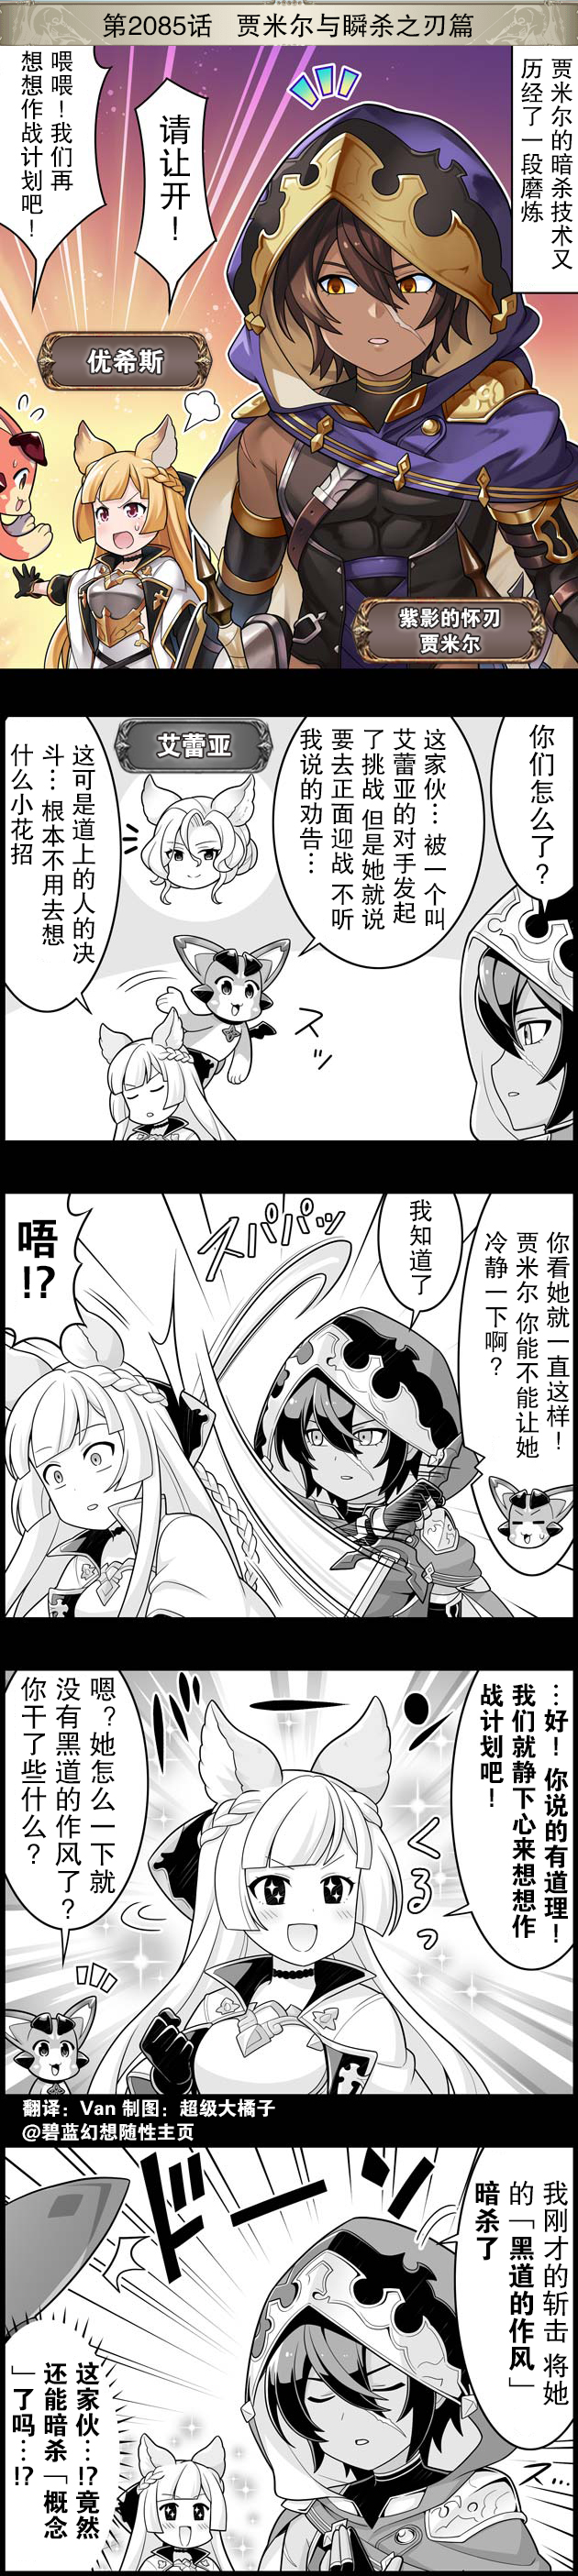 第2085话 贾米尔与瞬杀之刃篇
贾米尔的暗杀技术又
历经了一段磨炼
请让开！
喂喂！我们再
想想作战计划吧！
优希斯
紫影的怀刃
贾米尔
你们怎么了？
这家伙… 被一个叫
艾蕾亚的对手发起
了挑战 但是她就说
要去正面迎战 不听
我说的劝告…
艾蕾亚
这可是道上的人的决
斗… 根本不用去想
什么小花招
スッ
你看她就一直这样！
贾米尔 你能不能让她
冷静一下啊？
我知道了
スパパッ
唔!?
…好！你说的有道理！
我们就静下心来想想作
战计划吧！
くるっ
嗯？她怎么一下就
没有黑道的作风了？
你干了些什么？
翻译：Van 制图：超级大橘子
@碧蓝幻想随性主页
我刚才的斩击 将她
的「黑道的作风」
暗杀了
ドーン
ス…
这家伙…!?竟然
还能暗杀「概念
」了吗…!?